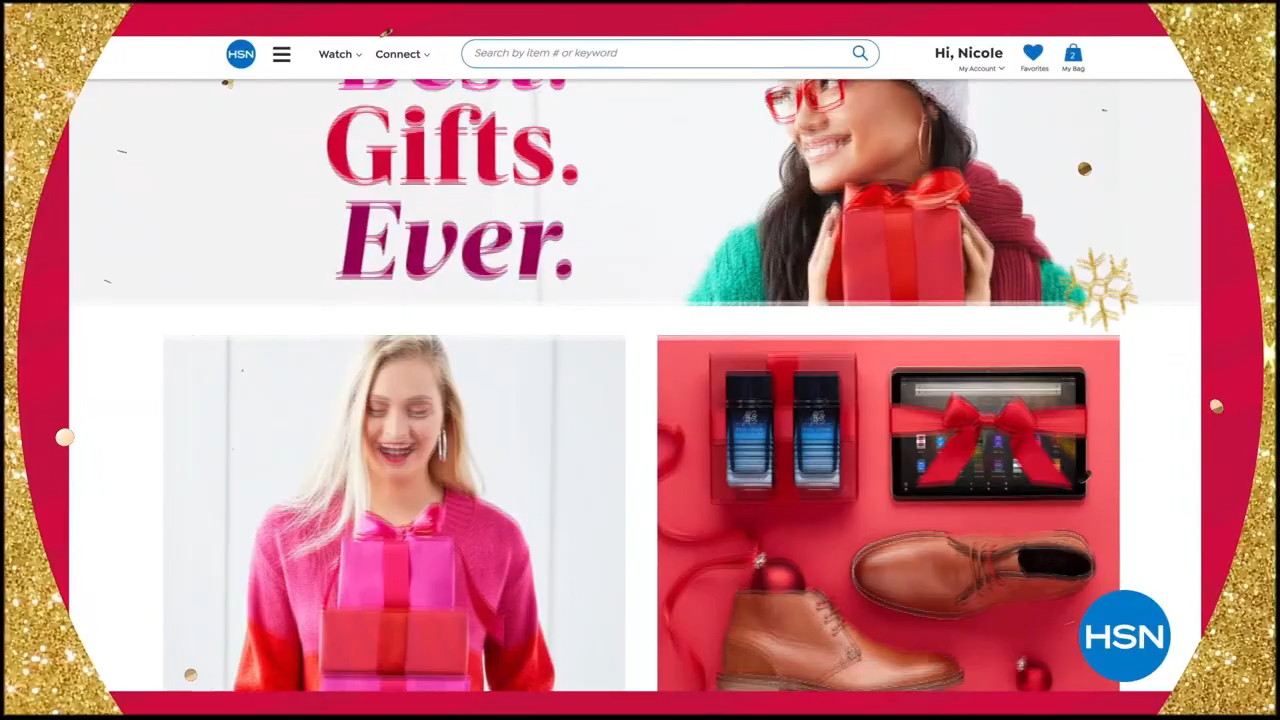 HSN
Watch
Connect
Search by item # or keyword
Hi, Nicole
My Account
Favorites
2
My Bag
Best.
Gifts.
Ever.
HSN